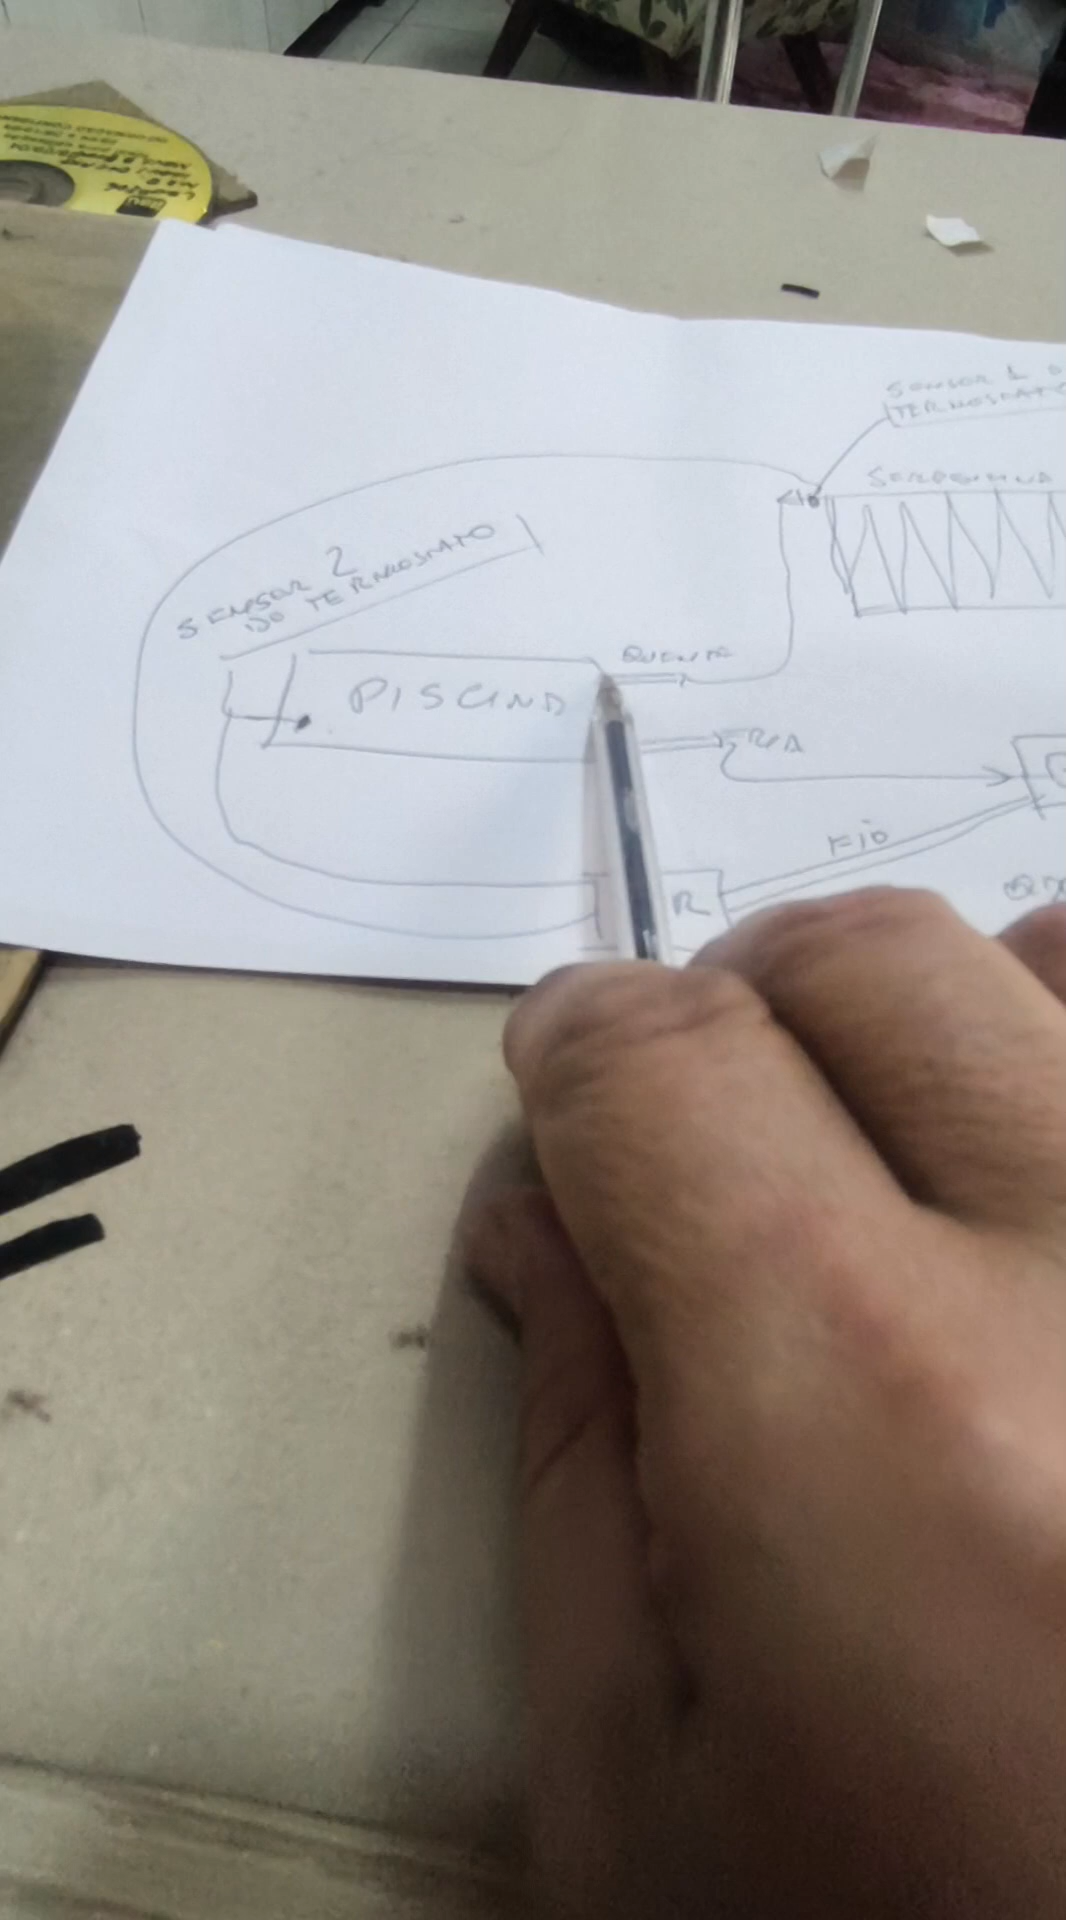 SENSOR 1 D
TERMOSTATO
SERPENTINA
SENSOR 2
DO TERMOSTATO
QUENTE
PISCINA
FRIA
FIO
R